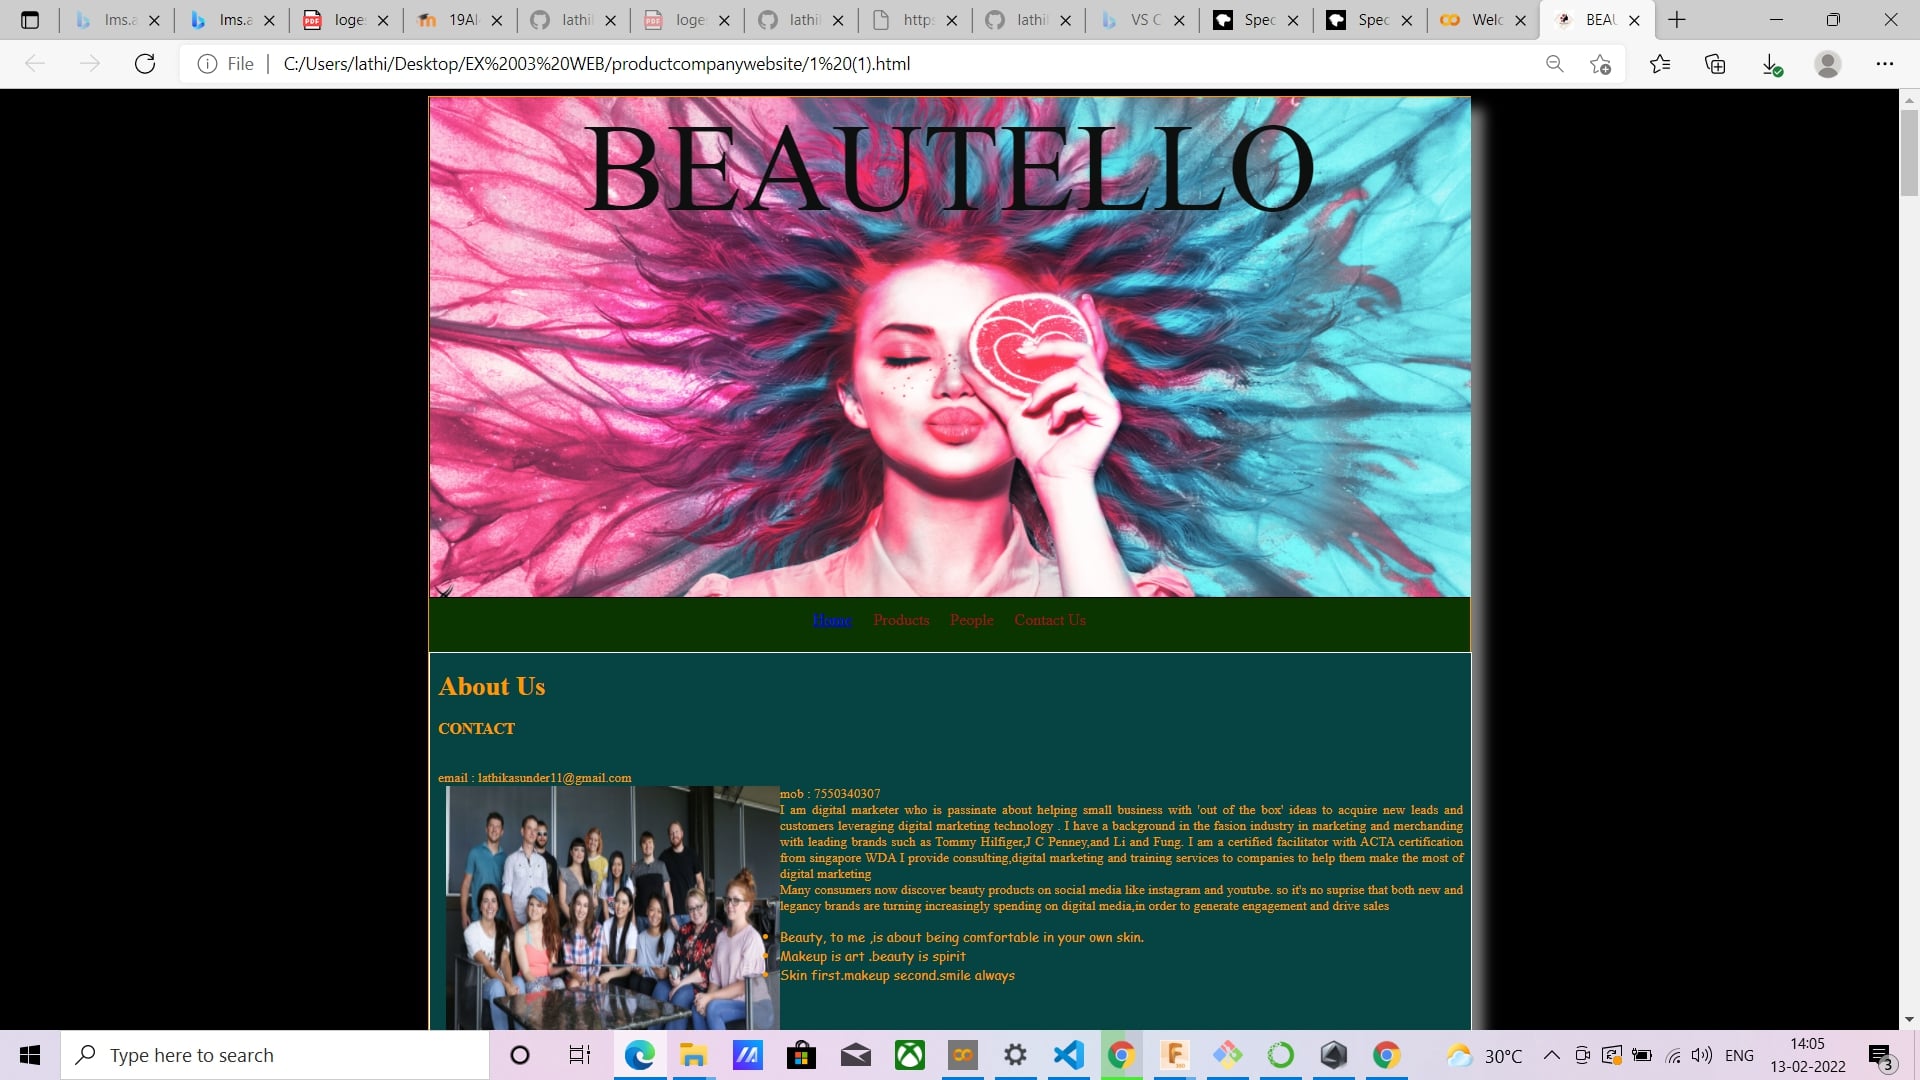 lms.a
lms.a
loge
19AI
lathil
loge
lathil
https
lathil
VS C
Spec
Spec
Welc
BEAU
File
C:/Users/lathi/Desktop/EX%2003%20WEB/productcompanywebsite/1%20(1).html
BEAUTELLO
Home Products People Contact Us
About Us
CONTACT
email : lathikasunder11@gmail.com
mob : 7550340307
I am digital marketer who is passinate about helping small business with 'out of the box' ideas to acquire new leads and
customers leveraging digital marketing technology . I have a background in the fasion industry in marketing and merchanding
with leading brands such as Tommy Hilfiger,J C Penney,and Li and Fung. I am a certified facilitator with ACTA certification
from singapore WDA I provide consulting,digital marketing and training services to companies to help them make the most of
digital marketing
Many consumers now discover beauty products on social media like instagram and youtube. so it's no suprise that both new and
legancy brands are turning increasingly spending on digital media,in order to generate engagement and drive sales
Beauty, to me ,is about being comfortable in your own skin.
Makeup is art .beauty is spirit
Skin first.makeup second.smile always
Type here to search
30°C
ENG
14:05
13-02-2022
3